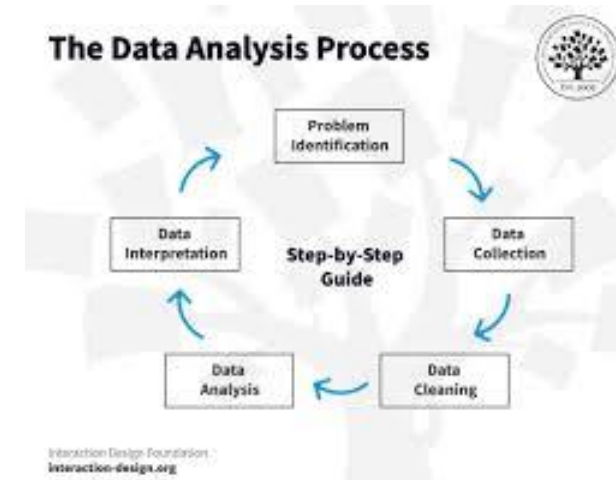 The Data Analysis Process
Problem
Identification
Data
Collection
Data
Cleaning
Data
Analysis
Data
Interpretation
Step-by-Step
Guide
Interaction Design Foundation
interaction-design.org